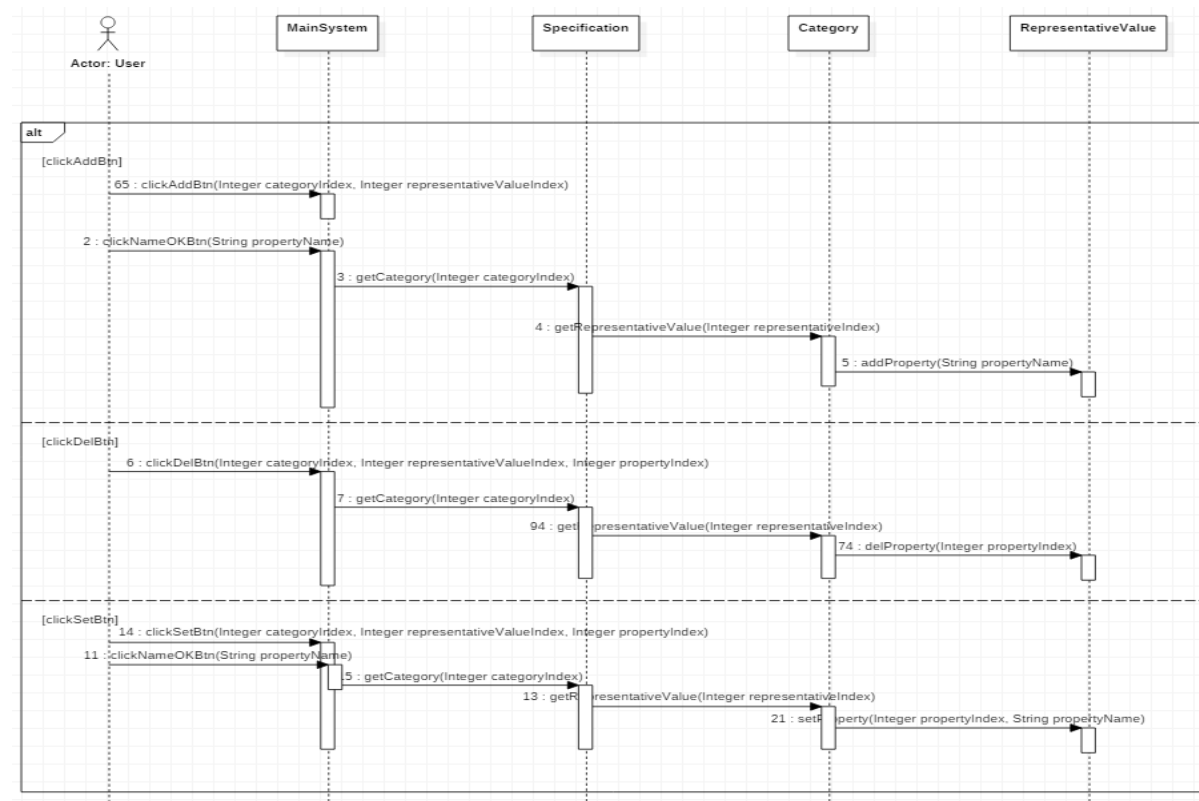 MainSystem
Specification
Category
RepresentativeValue
Actor: User
alt
[clickAddBtn]
65 : clickAddBtn(Integer categoryIndex, Integer representativeValueIndex)
2 : clickNameOKBtn(String propertyName)
3 : getCategory(Integer categoryIndex)
4 : getRepresentativeValue(Integer representativeIndex)
5 : addProperty(String propertyName)
[clickDelBtn]
6 : clickDelBtn(Integer categoryIndex, Integer representativeValueIndex, Integer propertyIndex)
7 : getCategory(Integer categoryIndex)
94 : getRepresentativeValue(Integer representativeIndex)
74 : delProperty(Integer propertyIndex)
[clickSetBtn]
14 : clickSetBtn(Integer categoryIndex, Integer representativeValueIndex, Integer propertyIndex)
11 : clickNameOKBtn(String propertyName)
5 : getCategory(Integer categoryIndex)
13 : getRepresentativeValue(Integer representativeIndex)
21 : setProperty(Integer propertyIndex, String propertyName)